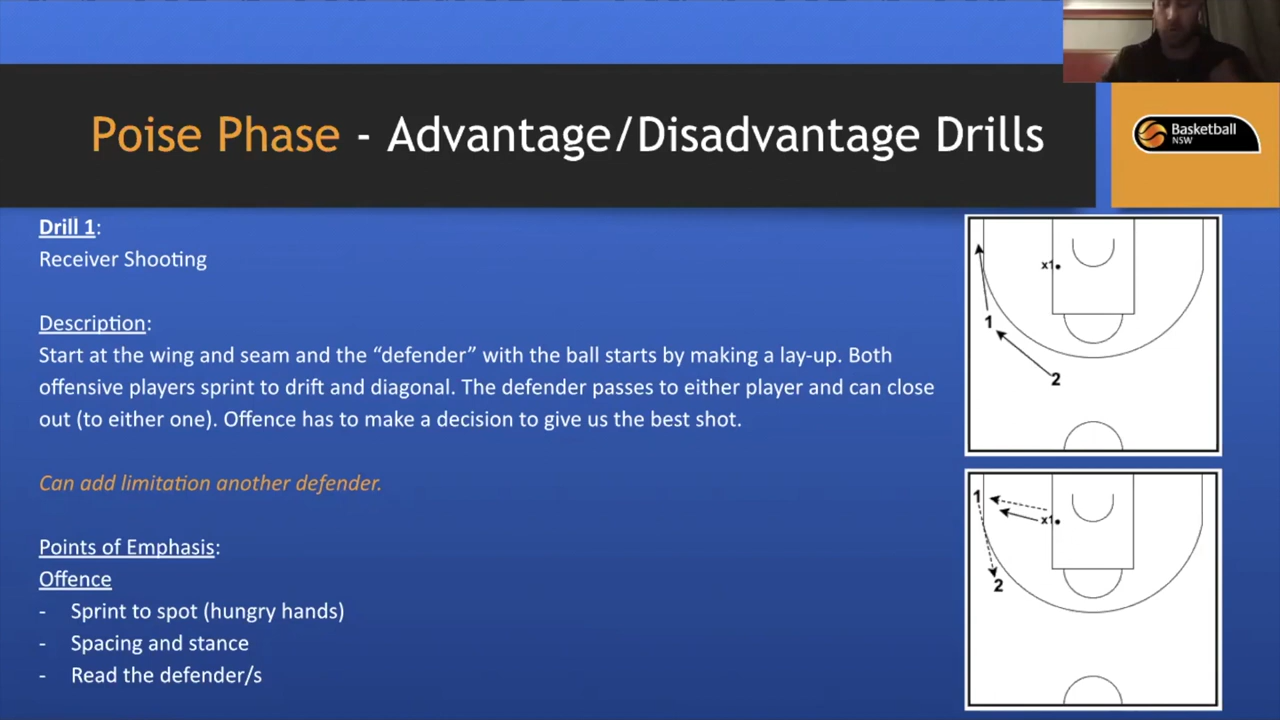 Poise Phase - Advantage/Disadvantage Drills
Basketball
NSW
Drill 1:
Receiver Shooting
Description:
Start at the wing and seam and the “defender” with the ball starts by making a lay-up. Both
offensive players sprint to drift and diagonal. The defender passes to either player and can close
out (to either one). Offence has to make a decision to give us the best shot.
Can add limitation another defender.
Points of Emphasis:
Offence
- Sprint to spot (hungry hands)
- Spacing and stance
- Read the defender/s
x1
1
2
1
x1
2